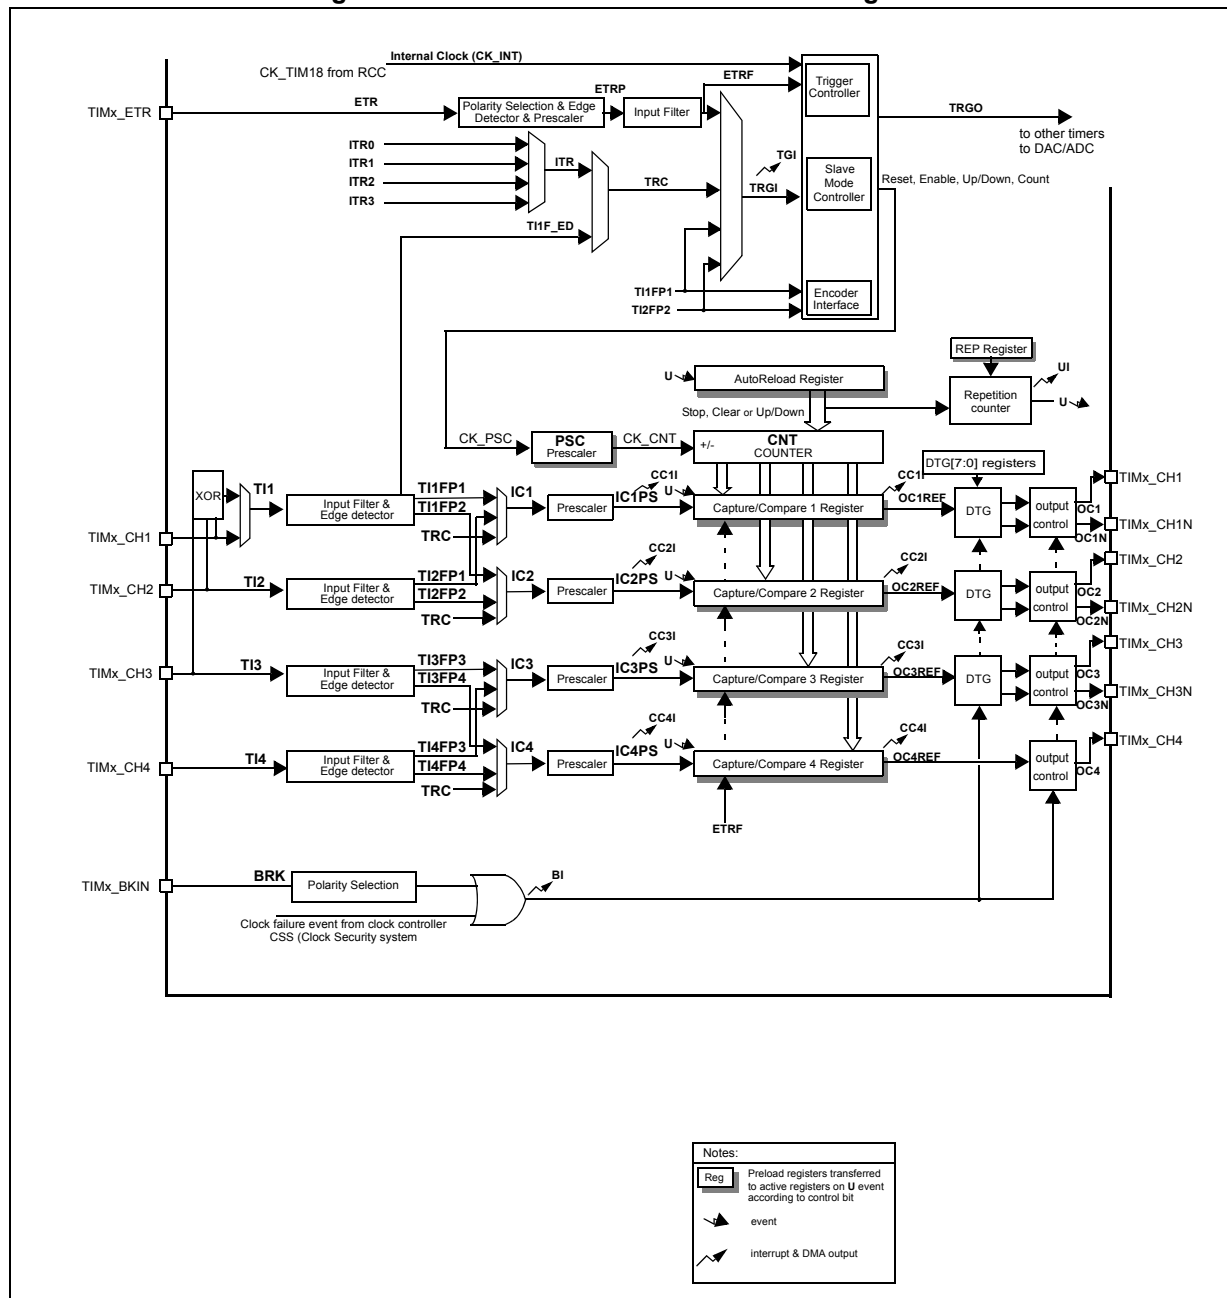 Internal Clock (CK_INT)
CK_TIM18 from RCC
ETRF
Trigger
Controller
ETRP
TIMx_ETR
ETR
Polarity Selection & Edge
Detector & Prescaler
Input Filter
TRGO
to other timers
to DAC/ADC
ITR0
ITR1
ITR2
ITR3
ITR
TRC
TGI
TRGI
Slave
Mode
Controller
Reset, Enable, Up/Down, Count
TI1F_ED
TI1FP1
TI2FP2
Encoder
Interface
REP Register
U
AutoReload Register
UI
Repetition
counter
U
Stop, Clear or Up/Down
CK_PSC
PSC
Prescaler
CK_CNT
+/-
CNT
COUNTER
DTG[7:0] registers
XOR
TI1
Input Filter &
Edge detector
TI1FP1
TI1FP2
TRC
IC1
Prescaler
IC1PS
CC1I
U
Capture/Compare 1 Register
CC1I
OC1REF
DTG
output
control
OC1
OC1N
TIMx_CH1
TIMx_CH1N
TIMx_CH1
TIMx_CH2
TI2
Input Filter &
Edge detector
TI2FP1
TI2FP2
TRC
IC2
Prescaler
IC2PS
CC2I
U
Capture/Compare 2 Register
CC2I
OC2REF
DTG
output
control
OC2
OC2N
TIMx_CH2
TIMx_CH2N
TIMx_CH3
TI3
Input Filter &
Edge detector
TI3FP3
TI3FP4
TRC
IC3
Prescaler
IC3PS
CC3I
U
Capture/Compare 3 Register
CC3I
OC3REF
DTG
output
control
OC3
OC3N
TIMx_CH3
TIMx_CH3N
TIMx_CH4
TI4
Input Filter &
Edge detector
TI4FP3
TI4FP4
TRC
IC4
Prescaler
IC4PS
CC4I
U
Capture/Compare 4 Register
CC4I
OC4REF
output
control
OC4
TIMx_CH4
ETRF
TIMx_BKIN
BRK
Polarity Selection
BI
Clock failure event from clock controller
CSS (Clock Security system
Notes:
Reg
Preload registers transferred
to active registers on U event
according to control bit
event
interrupt & DMA output